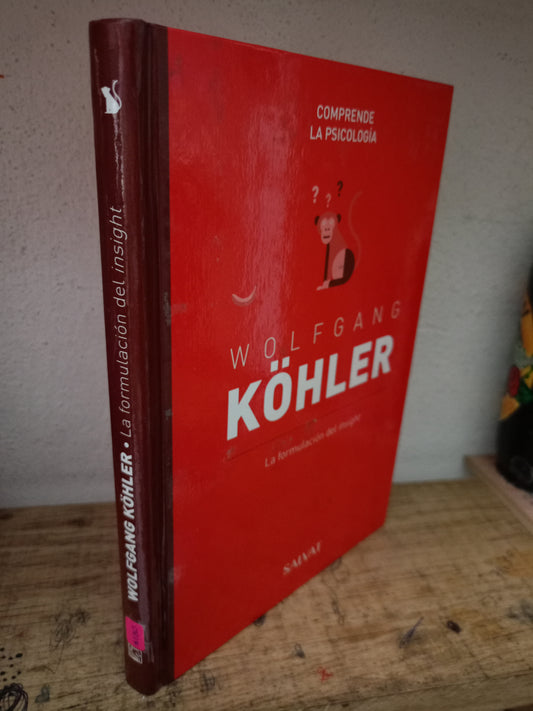 COMPRENDE
LA PSICOLOGÍA
? ? ?
WOLFGANG
KÖHLER
La formulación del insight
SALVAT
WOLFGANG KÖHLER • La formulación del insight